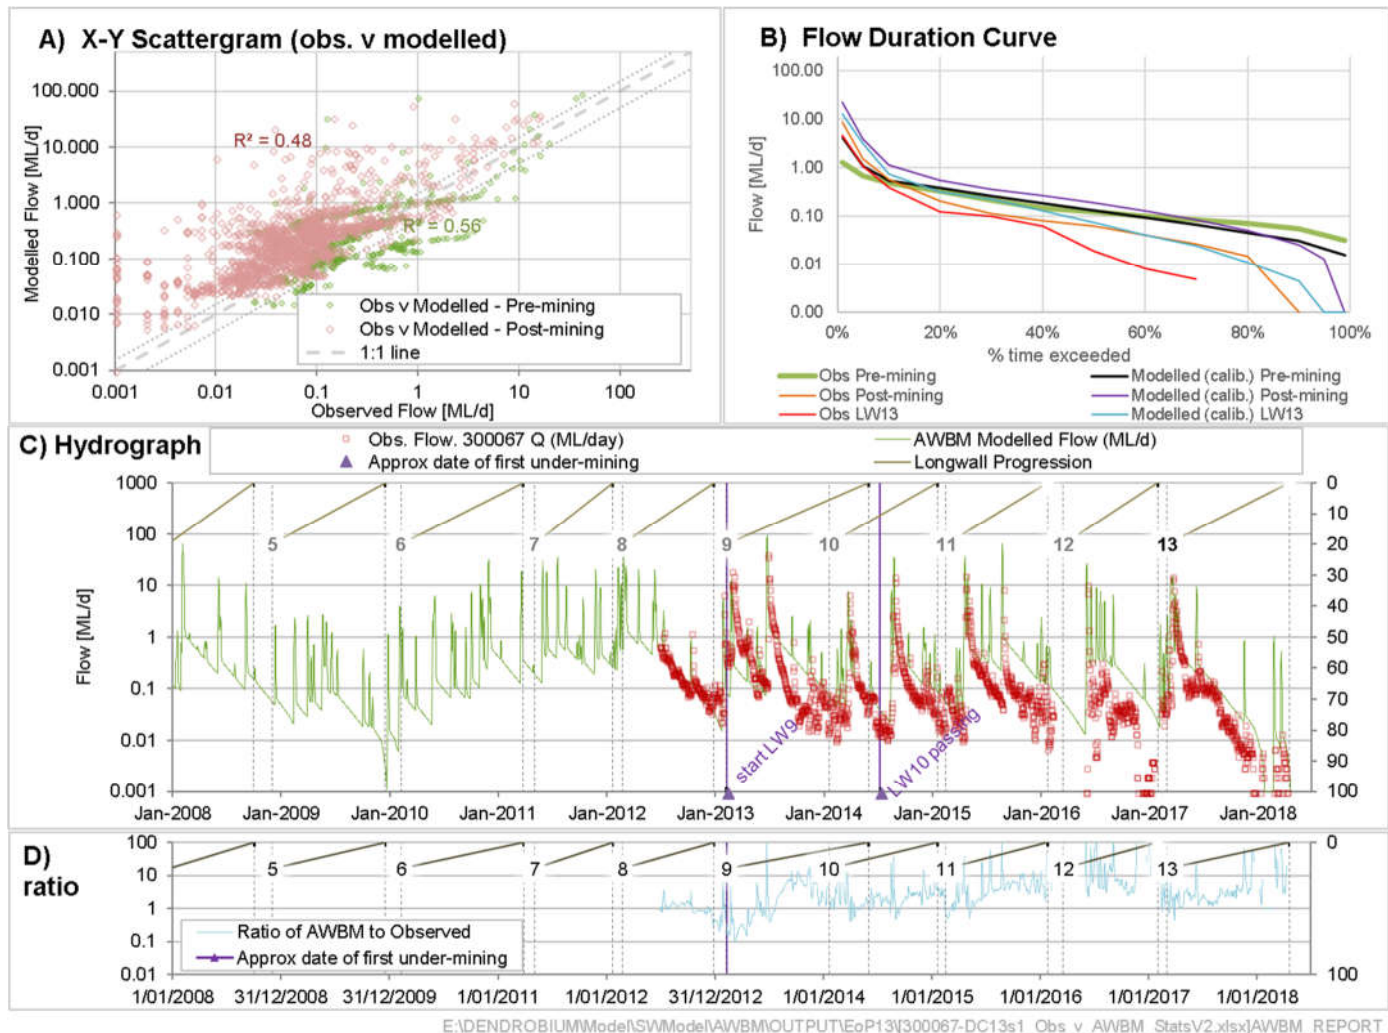 A) X-Y Scattergram (obs. v modelled)
100.000
10.000
1.000
0.100
0.010
0.001
Modelled Flow [ML/d]
R² = 0.48
R² = 0.56
Obs v Modelled - Pre-mining
Obs v Modelled - Post-mining
1:1 line
0.001
0.01
0.1
1
10
100
Observed Flow [ML/d]
B) Flow Duration Curve
100.00
10.00
1.00
0.10
0.01
0.00
Flow [ML/d]
0%
20%
40%
60%
80%
100%
% time exceeded
Obs Pre-mining
Modelled (calib.) Pre-mining
Obs Post-mining
Modelled (calib.) Post-mining
Obs LW13
Modelled (calib.) LW13
C) Hydrograph
Obs. Flow. 300067 Q (ML/day)
AWBM Modelled Flow (ML/d)
Approx date of first under-mining
Longwall Progression
1000
100
10
1
0.1
0.01
0.001
Flow [ML/d]
0
10
20
30
40
50
60
70
80
90
100
5
6
7
8
9
10
11
12
13
start LW9
LW10 passing
Jan-2008
Jan-2009
Jan-2010
Jan-2011
Jan-2012
Jan-2013
Jan-2014
Jan-2015
Jan-2016
Jan-2017
Jan-2018
D)
ratio
100
10
1
0.1
0.01
0
100
5
6
7
8
9
10
11
12
13
Ratio of AWBM to Observed
Approx date of first under-mining
1/01/2008
31/12/2008
31/12/2009
1/01/2011
1/01/2012
31/12/2012
1/01/2014
1/01/2015
1/01/2016
1/01/2017
1/01/2018
E:\DENDROBIUM\Model\SWModel\AWBM\OUTPUT\EoP13\[300067-DC13s1_Obs_v_AWBM_StatsV2.xlsx]AWBM_REPORT